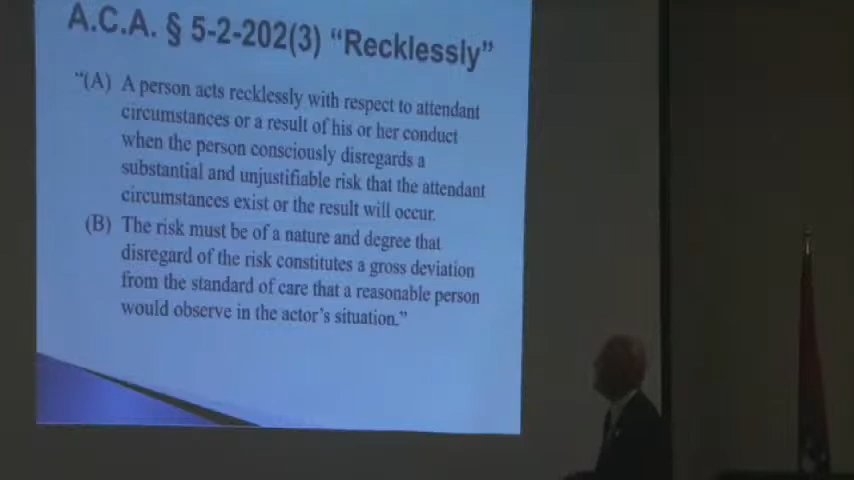 A.C.A. § 5-2-202(3) “Recklessly”
“(A) A person acts recklessly with respect to attendant
circumstances or a result of his or her conduct
when the person consciously disregards a
substantial and unjustifiable risk that the attendant
circumstances exist or the result will occur.
(B) The risk must be of a nature and degree that
disregard of the risk constitutes a gross deviation
from the standard of care that a reasonable person
would observe in the actor’s situation.”